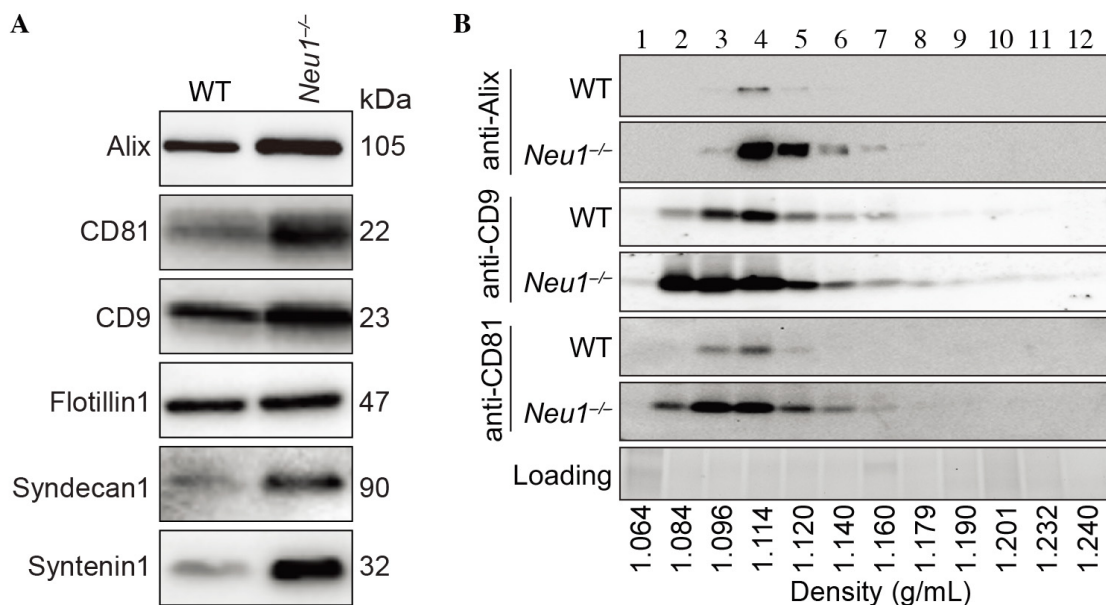 A
WT Neu1–/– kDa
Alix 105
CD81 22
CD9 23
Flotillin1 47
Syndecan1 90
Syntenin1 32
B
1 2 3 4 5 6 7 8 9 10 11 12
anti-Alix
WT
Neu1–/–
anti-CD9
WT
Neu1–/–
anti-CD81
WT
Neu1–/–
Loading
1.064 1.084 1.096 1.114 1.120 1.140 1.160 1.179 1.190 1.201 1.232 1.240
Density (g/mL)